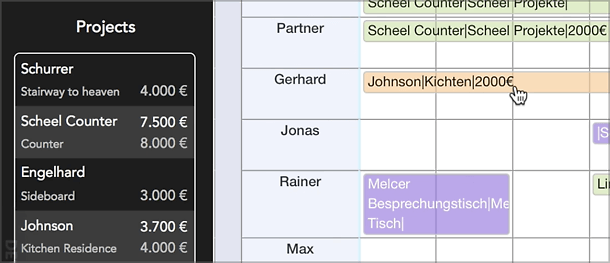 Projects
Schurrer
Stairway to heaven 4.000 €
Scheel Counter 7.500 €
Counter 8.000 €
Engelhard
Sideboard 3.000 €
Johnson 3.700 €
Kitchen Residence 4.000 €
DE
Scheel Counter|Scheel Projekte|
Partner
Scheel Counter|Scheel Projekte|2000€
Gerhard
Johnson|Kichten|2000€
Jonas
|S
Rainer
Melcer
Besprechungstisch|Me
Tisch|
Lin
Max